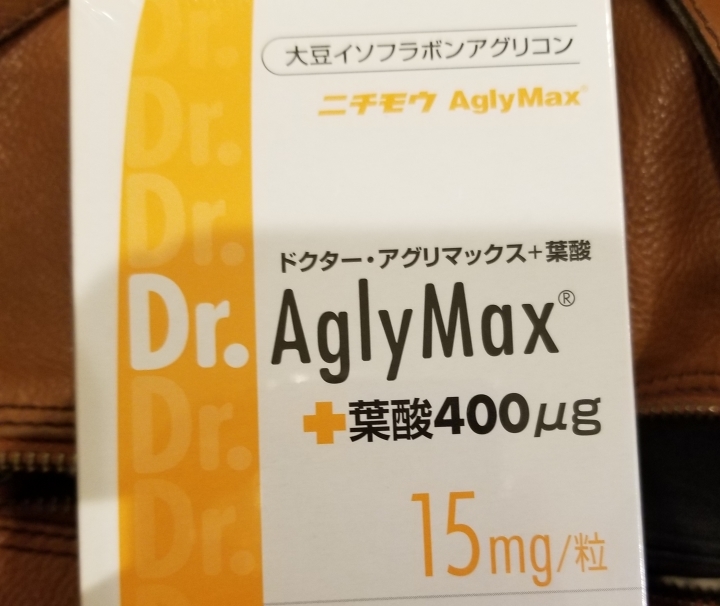 Dr.
大豆イソフラボンアグリコン
ニチモウ AglyMax®
Dr.
Dr.
ドクター・アグリマックス+葉酸
Dr. AglyMax®
Dr.
+葉酸400μg
Dr.
15mg/粒